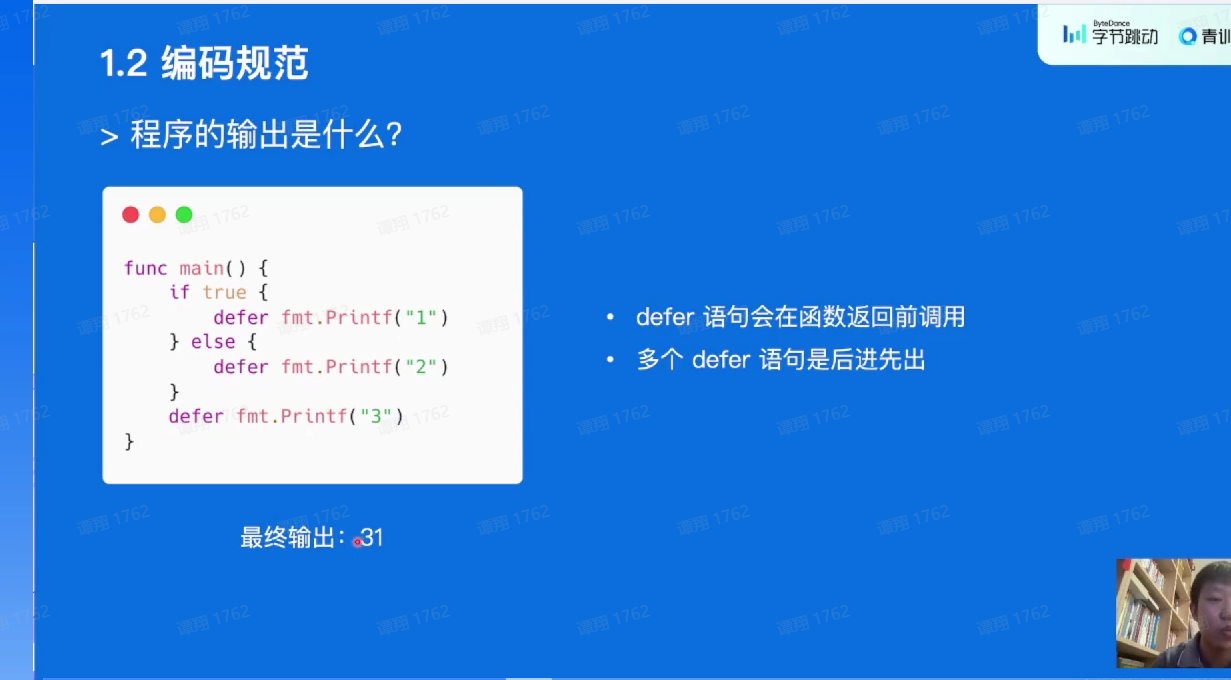 1.2 编码规范
ByteDance
字节跳动
青训
> 程序的输出是什么?
func main() {
if true {
defer fmt.Printf("1")
} else {
defer fmt.Printf("2")
}
defer fmt.Printf("3")
}
• defer 语句会在函数返回前调用
• 多个 defer 语句是后进先出
最终输出：31
谭翔 1762